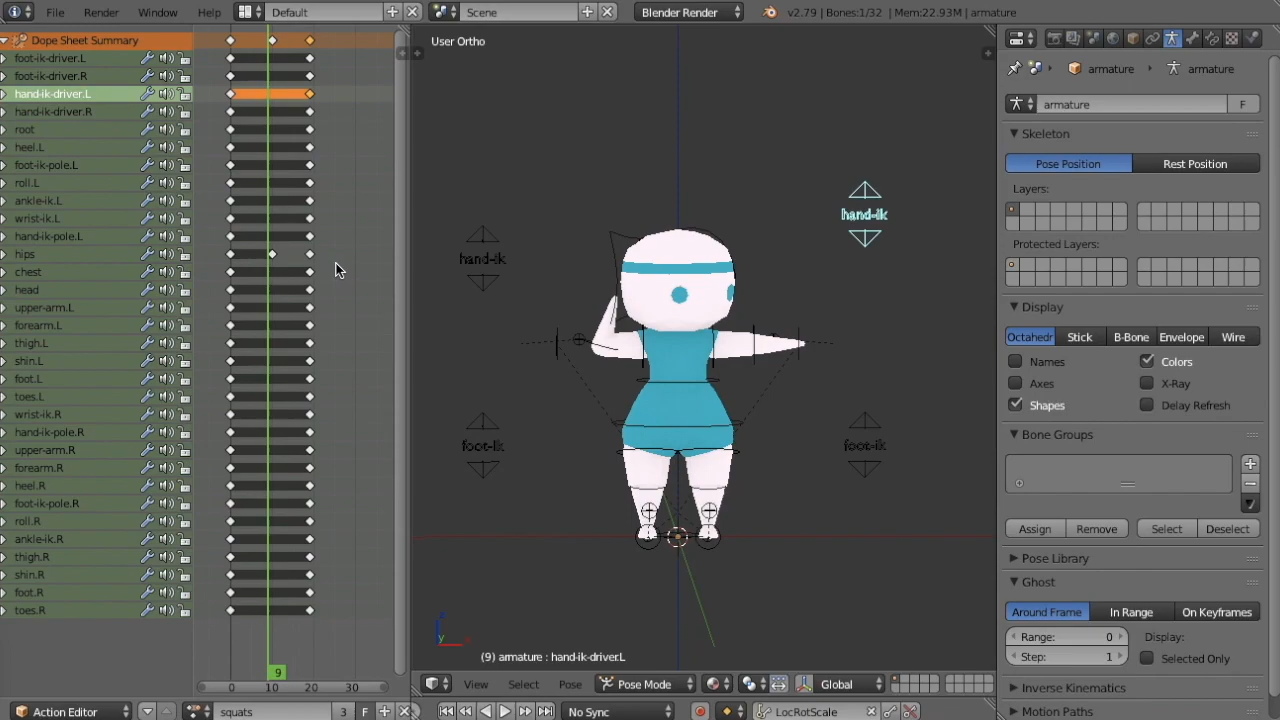 File Render Window Help Default Scene Blender Render v2.79 | Bones:1/32 | Mem:22.93M | armature
Dope Sheet Summary
foot-ik-driver.L
foot-ik-driver.R
hand-ik-driver.L
hand-ik-driver.R
root
heel.L
foot-ik-pole.L
roll.L
ankle-ik.L
wrist-ik.L
hand-ik-pole.L
hips
chest
head
upper-arm.L
forearm.L
thigh.L
shin.L
foot.L
toes.L
wrist-ik.R
hand-ik-pole.R
upper-arm.R
forearm.R
heel.R
foot-ik-pole.R
roll.R
ankle-ik.R
thigh.R
shin.R
foot.R
toes.R
9
0 10 20 30
Action Editor squats 3 F
User Ortho
hand-ik
hand-ik
foot-ik
foot-ik
z
y x
(9) armature : hand-ik-driver.L
View Select Pose Pose Mode Global
No Sync LocRotScale
armature armature
armature F
Skeleton
Pose Position Rest Position
Layers:
Protected Layers:
Display
Octahedr Stick B-Bone Envelope Wire
Names Colors
Axes X-Ray
Shapes Delay Refresh
Bone Groups
Assign Remove Select Deselect
Pose Library
Ghost
Around Frame In Range On Keyframes
Range: 0 Display:
Step: 1 Selected Only
Inverse Kinematics
Motion Paths